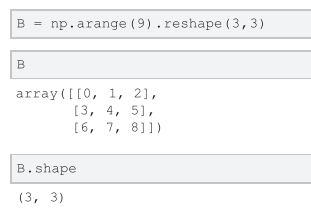 B = np.arange(9).reshape(3,3)
B
array([[0, 1, 2],
       [3, 4, 5],
       [6, 7, 8]])
B.shape
(3, 3)